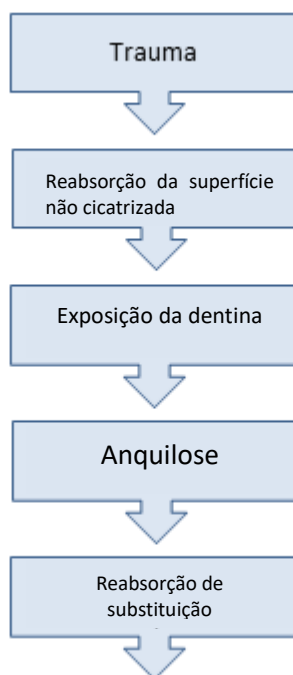 Trauma
Reabsorção da superfície
não cicatrizada
Exposição da dentina
Anquilose
Reabsorção de
substituição